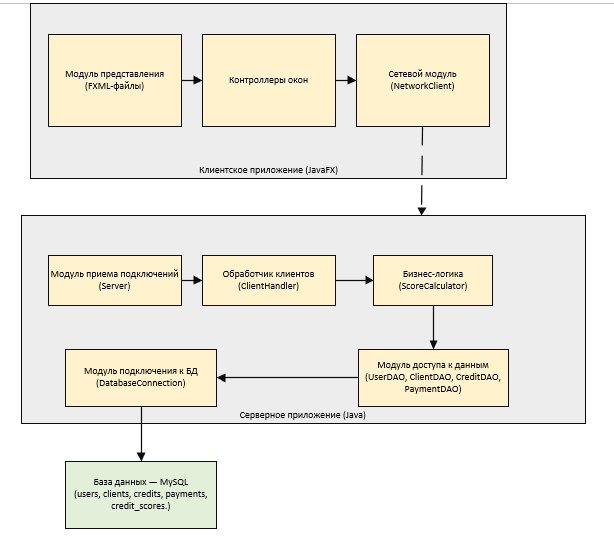 Модуль представления
(FXML-файлы)
Контроллеры окон
Сетевой модуль
(NetworkClient)
Клиентское приложение (JavaFX)
Модуль приема подключений
(Server)
Обработчик клиентов
(ClientHandler)
Бизнес-логика
(ScoreCalculator)
Модуль подключения к БД
(DatabaseConnection)
Модуль доступа к данным
(UserDAO, ClientDAO, CreditDAO,
PaymentDAO)
Серверное приложение (Java)
База данных — MySQL
(users, clients, credits, payments,
credit_scores.)